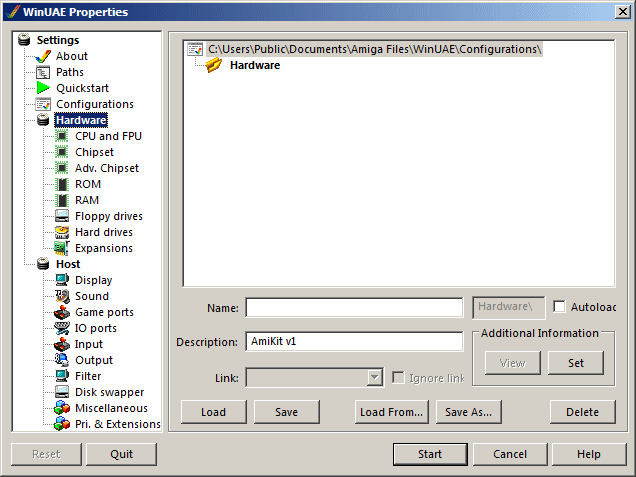 WinUAE Properties
Settings
About
Paths
Quickstart
Configurations
Hardware
CPU and FPU
Chipset
Adv. Chipset
ROM
RAM
Floppy drives
Hard drives
Expansions
Host
Display
Sound
Game ports
IO ports
Input
Output
Filter
Disk swapper
Miscellaneous
Pri. & Extensions
C:\Users\Public\Documents\Amiga Files\WinUAE\Configurations\
Hardware
Name:
Hardware\
Autoload
Description:
AmiKit v1
Additional Information
View
Set
Link:
Ignore link
Load
Save
Load From...
Save As...
Delete
Reset
Quit
Start
Cancel
Help